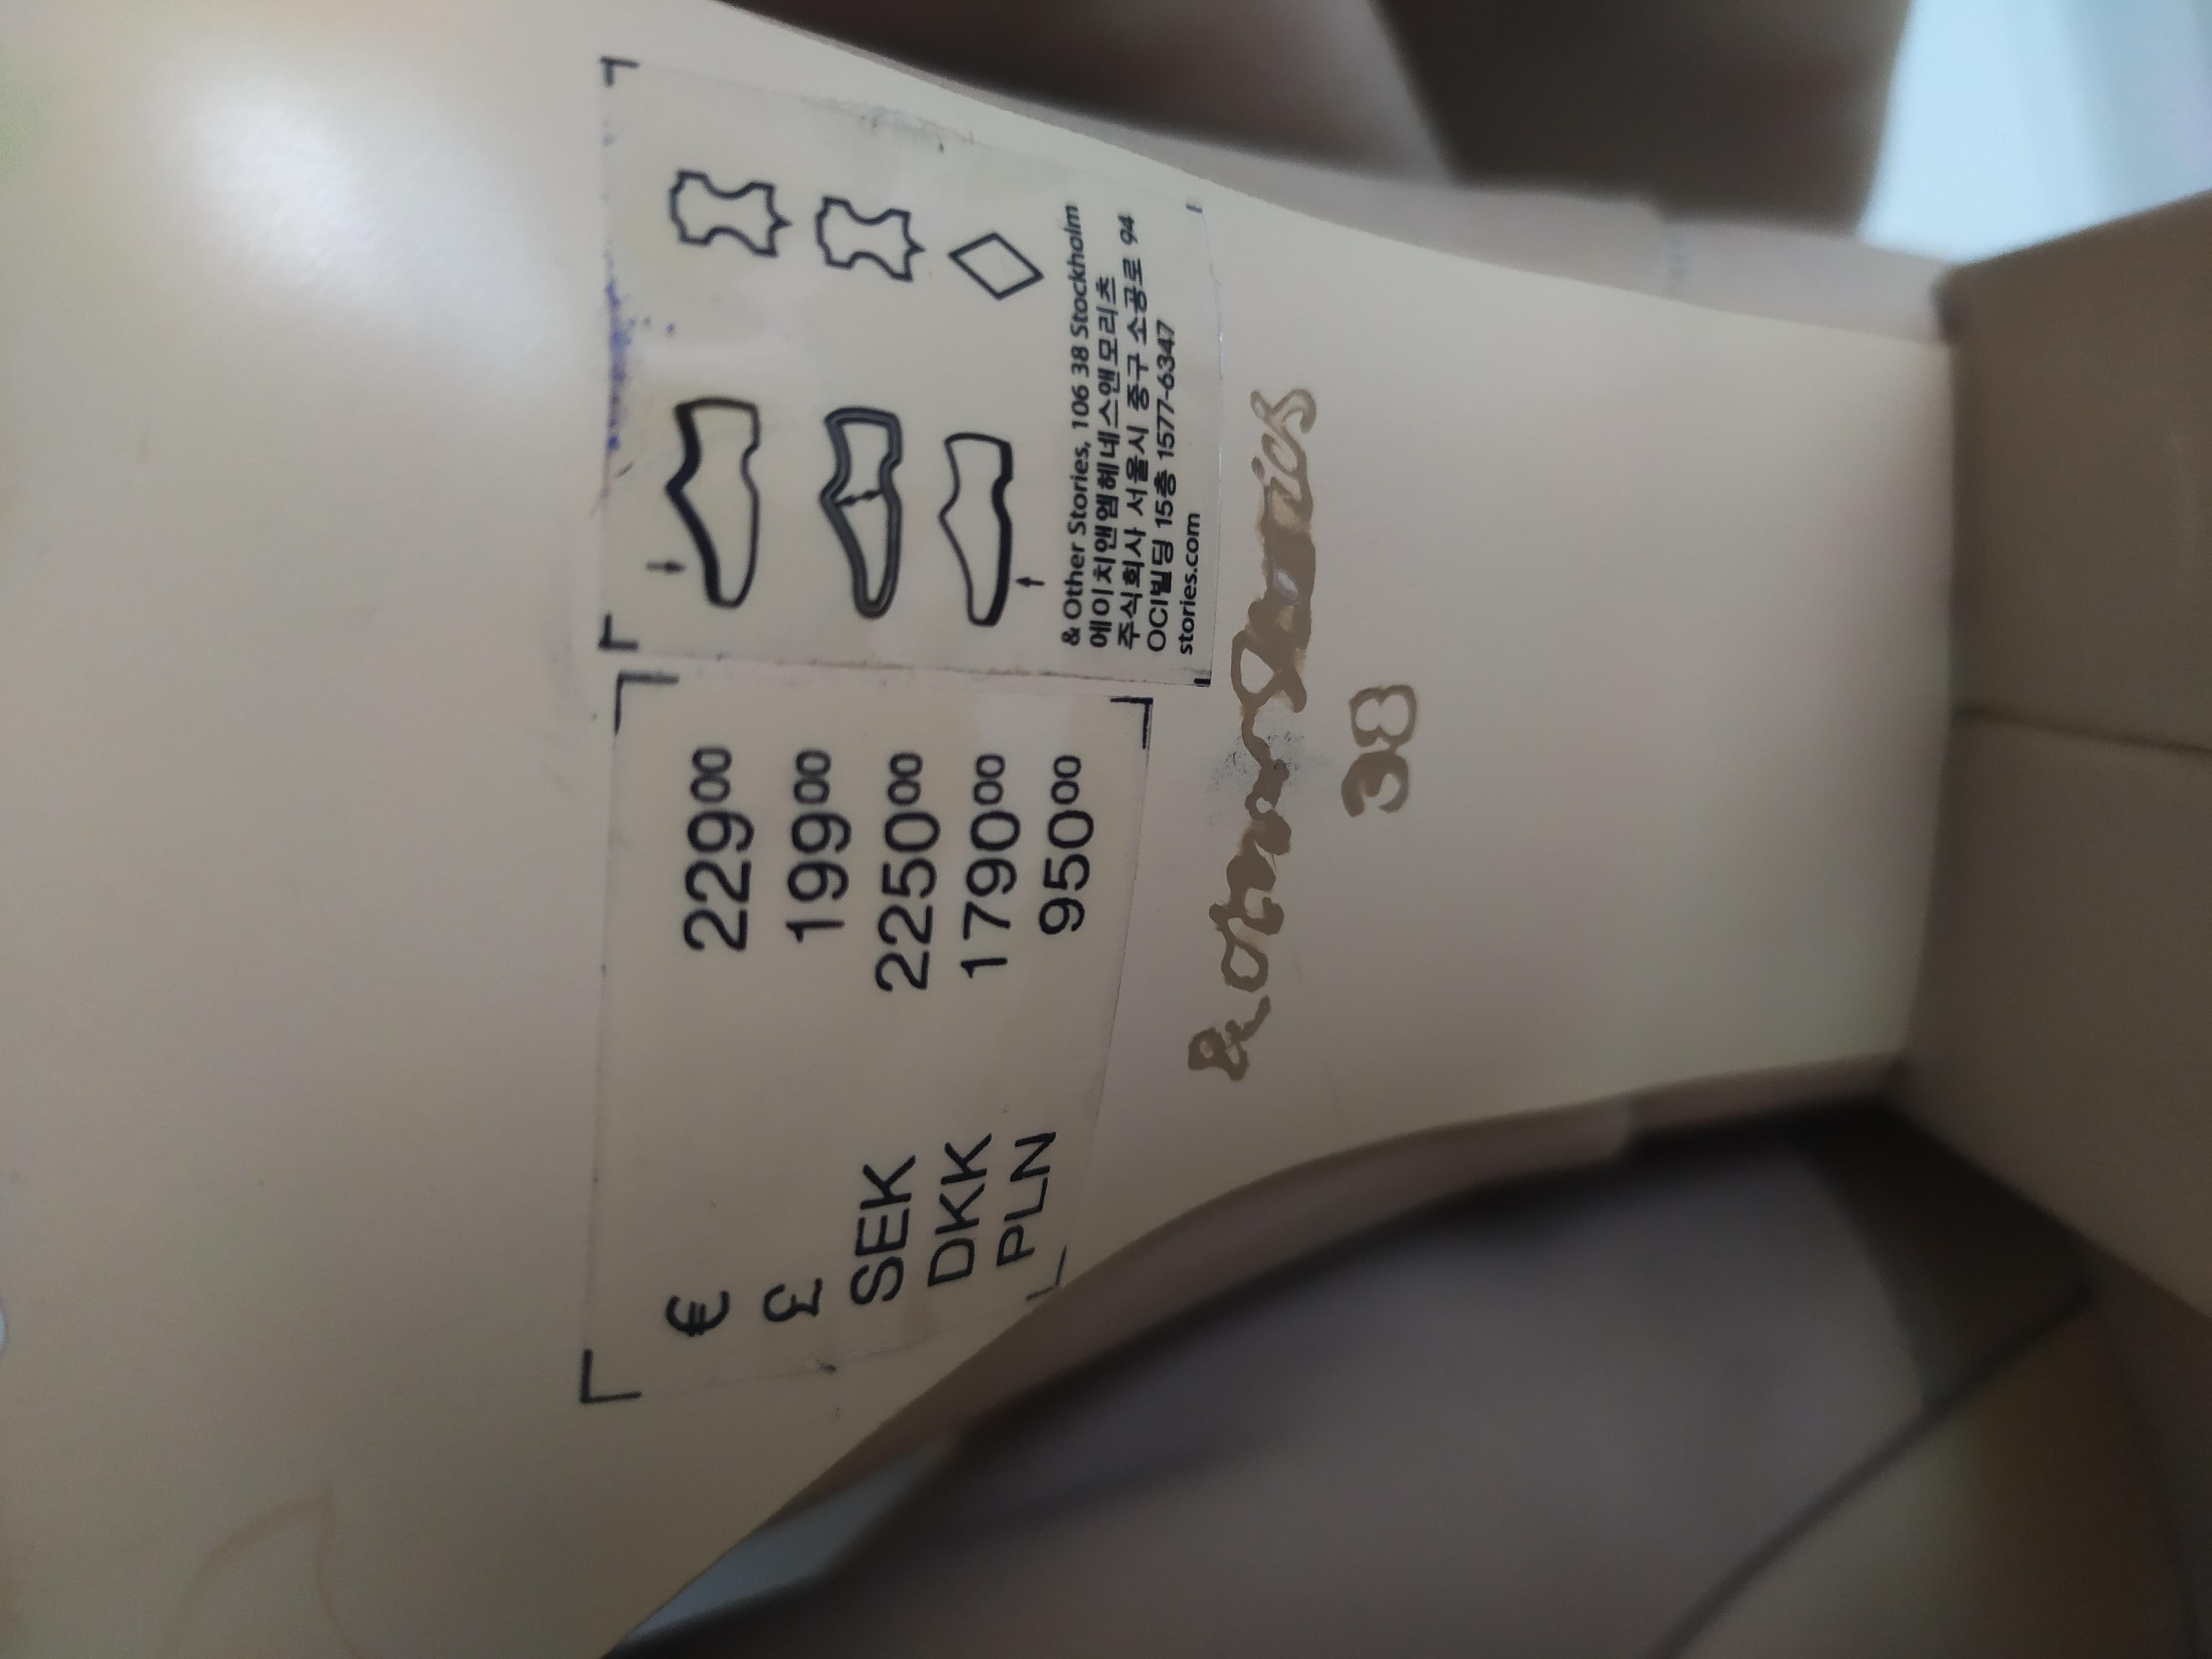 € 22900
£ 19900
SEK 225000
DKK 179000
PLN 95000
& Other Stories, 106 38 Stockholm
에이치앤엠헤네스앤모리츠
주식회사 서울시 중구 소공로 94
OCI빌딩 15층 1577-6347
stories.com
& Other Stories
38